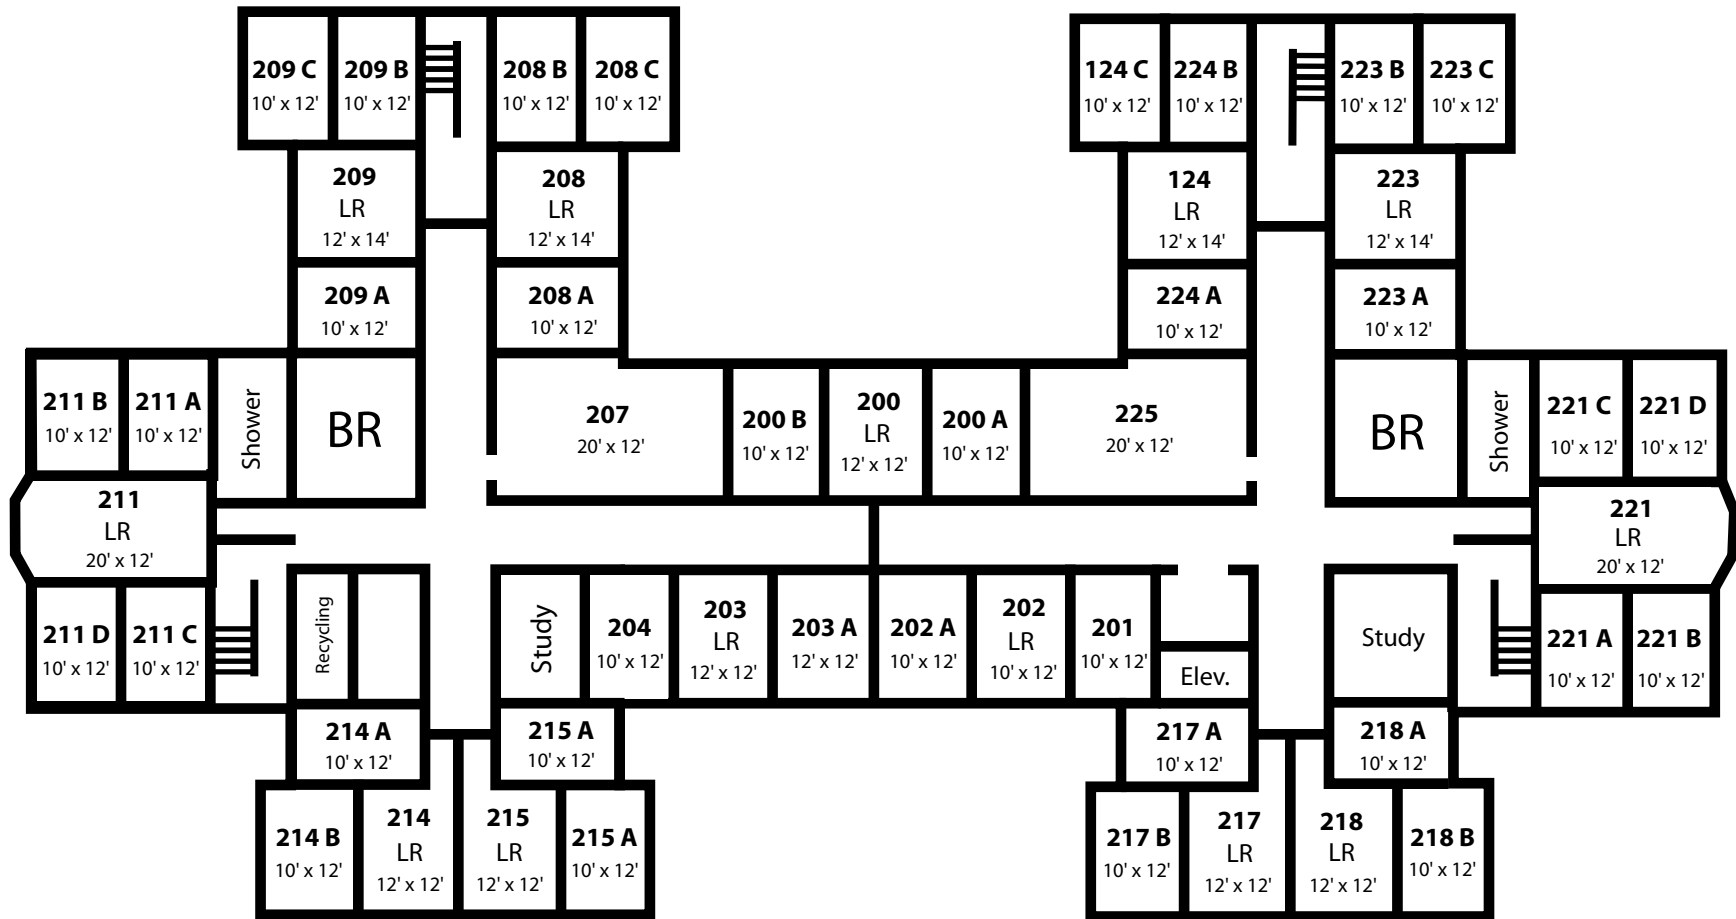 209 C
10' x 12'
209 B
10' x 12'
208 B
10' x 12'
208 C
10' x 12'
124 C
10' x 12'
224 B
10' x 12'
223 B
10' x 12'
223 C
10' x 12'
209
LR
12' x 14'
208
LR
12' x 14'
124
LR
12' x 14'
223
LR
12' x 14'
209 A
10' x 12'
208 A
10' x 12'
224 A
10' x 12'
223 A
10' x 12'
211 B
10' x 12'
211 A
10' x 12'
Shower
BR
207
20' x 12'
200 B
10' x 12'
200
LR
12' x 12'
200 A
10' x 12'
225
20' x 12'
BR
Shower
221 C
10' x 12'
221 D
10' x 12'
211
LR
20' x 12'
221
LR
20' x 12'
211 D
10' x 12'
211 C
10' x 12'
Recycling
Study
204
10' x 12'
203
LR
12' x 12'
203 A
12' x 12'
202 A
10' x 12'
202
LR
10' x 12'
201
10' x 12'
Elev.
Study
221 A
10' x 12'
221 B
10' x 12'
214 A
10' x 12'
215 A
10' x 12'
217 A
10' x 12'
218 A
10' x 12'
214 B
10' x 12'
214
LR
12' x 12'
215
LR
12' x 12'
215 A
10' x 12'
217 B
10' x 12'
217
LR
12' x 12'
218
LR
12' x 12'
218 B
10' x 12'